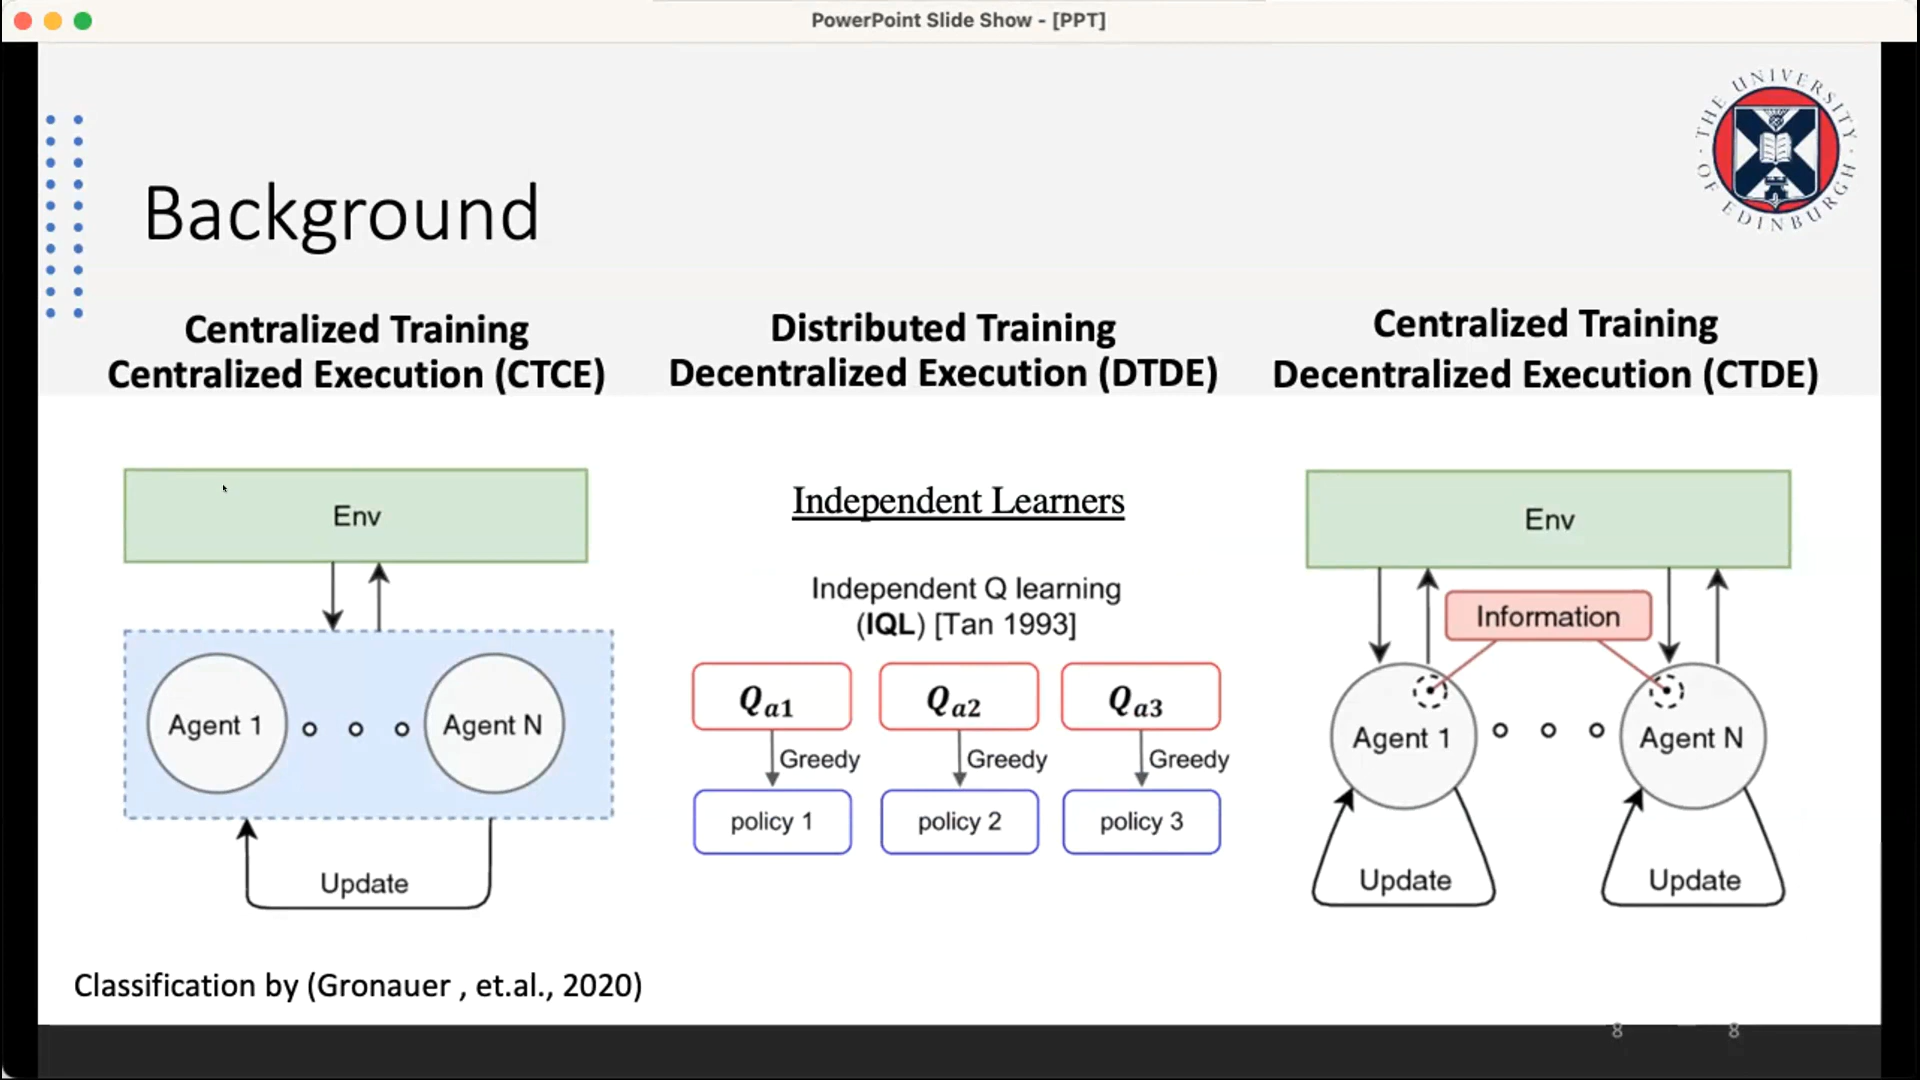 PowerPoint Slide Show - [PPT]
THE UNIVERSITY OF EDINBURGH
Background
Centralized Training
Centralized Execution (CTCE)
Distributed Training
Decentralized Execution (DTDE)
Centralized Training
Decentralized Execution (CTDE)
Env
Agent 1
Agent N
Update
Independent Learners
Independent Q learning
(IQL) [Tan 1993]
Qa1
Qa2
Qa3
Greedy
Greedy
Greedy
policy 1
policy 2
policy 3
Env
Information
Agent 1
Agent N
Update
Update
Classification by (Gronauer , et.al., 2020)
8
8